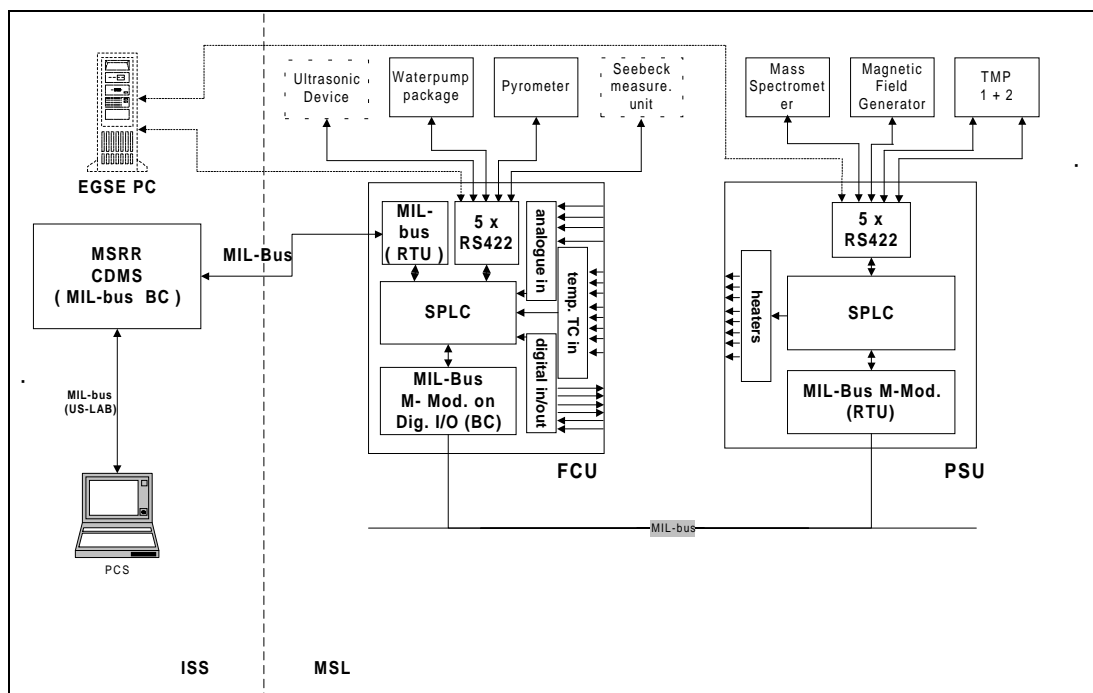 Ultrasonic
Device
Waterpump
package
Pyrometer
Seebeck
measure.
unit
Mass
Spectromet
er
Magnetic
Field
Generator
TMP
1 + 2
EGSE PC
MSRR
CDMS
( MIL-bus BC )
MIL-Bus
MIL-bus
(US-LAB)
PCS
MIL-
bus
( RTU )
5 x
RS422
analogue in
temp. TC in
digital in/out
SPLC
MIL-Bus
M- Mod. on
Dig. I/O (BC)
FCU
5 x
RS422
heaters
SPLC
MIL-Bus M-Mod.
(RTU)
PSU
MIL-bus
ISS
MSL